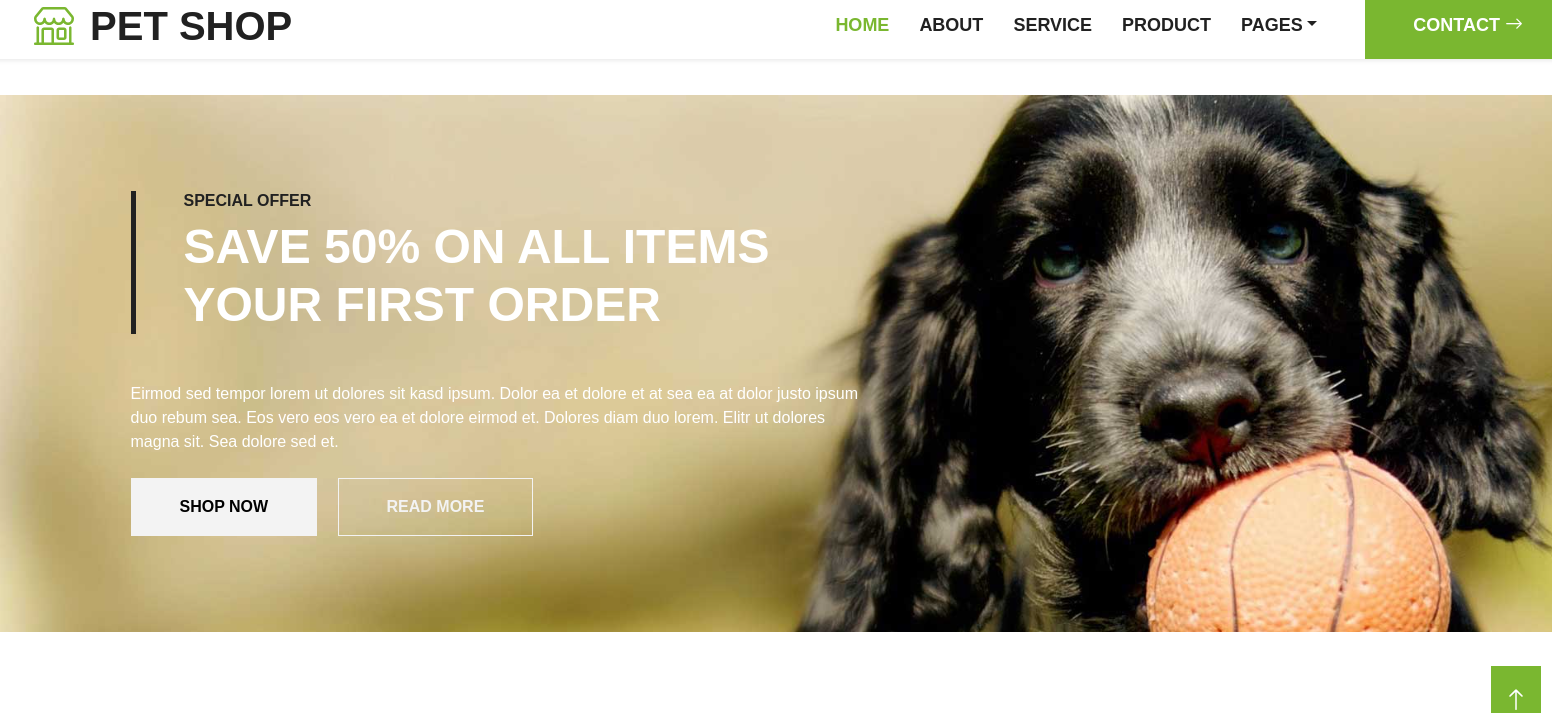 PET SHOP
HOME ABOUT SERVICE PRODUCT PAGES CONTACT
SPECIAL OFFER
SAVE 50% ON ALL ITEMS
YOUR FIRST ORDER
Eirmod sed tempor lorem ut dolores sit kasd ipsum. Dolor ea et dolore et at sea ea at dolor justo ipsum
duo rebum sea. Eos vero eos vero ea et dolore eirmod et. Dolores diam duo lorem. Elitr ut dolores
magna sit. Sea dolore sed et.
SHOP NOW READ MORE